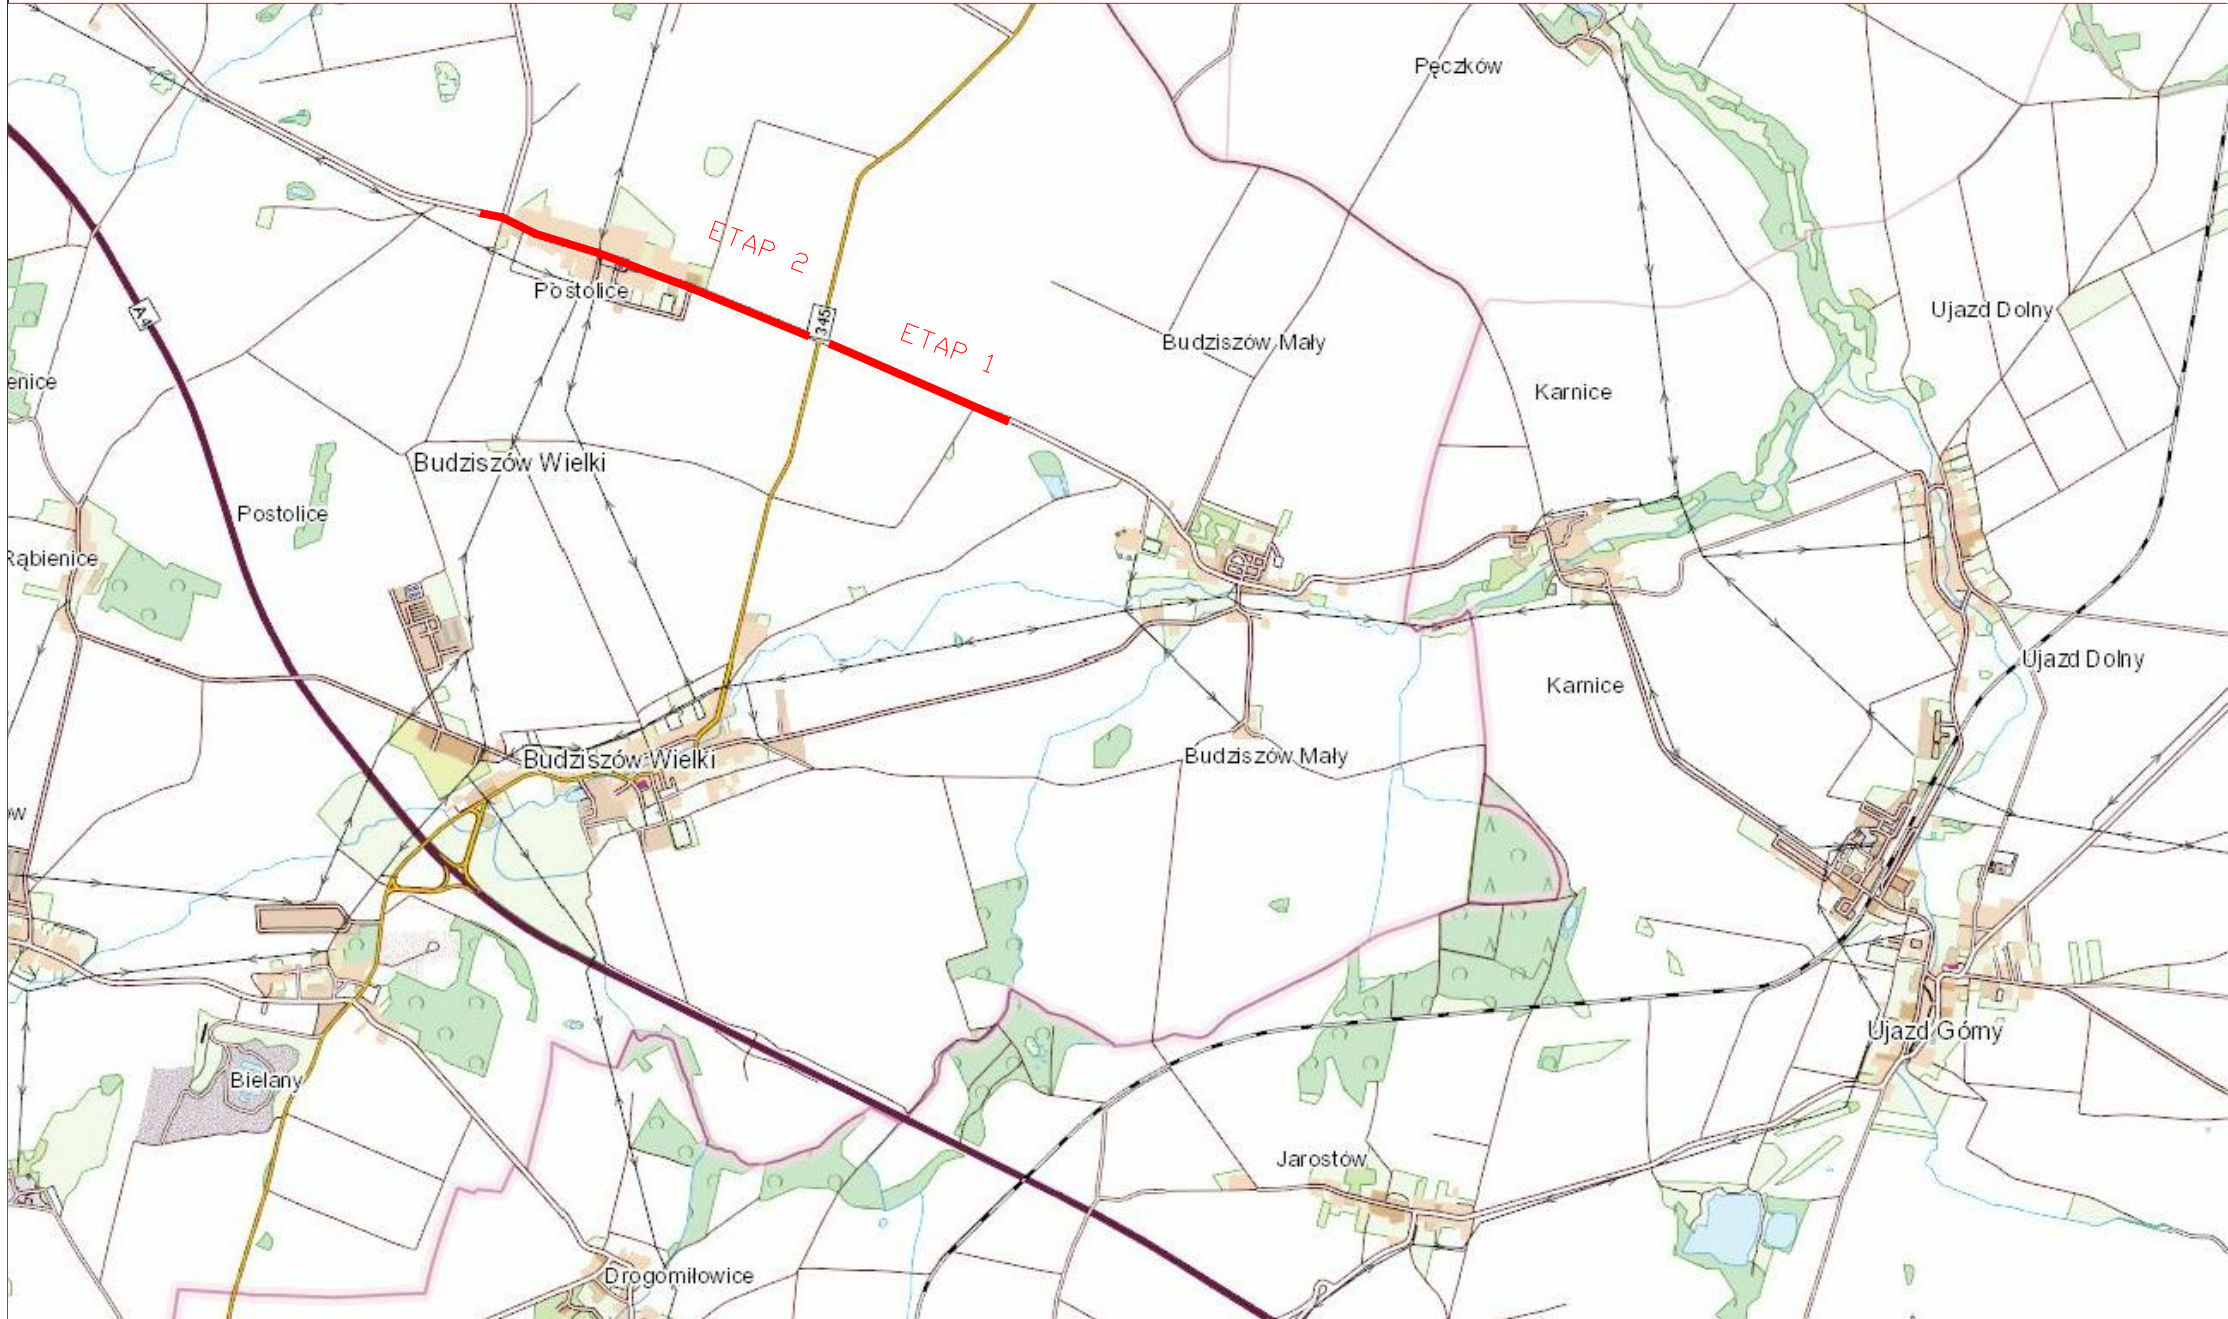 Pęczków
ETAP 2
Postolice
A4
345
ETAP 1
Ujazd Dolny
Budziszów Mały
enice
Karnice
Budziszów Wielki
Postolice
Rąbienice
Ujazd Dolny
Karnice
Budziszów Wielki
Budziszów Mały
ów
Ujazd Górny
Bielany
Jarostów
Drogomiłowice